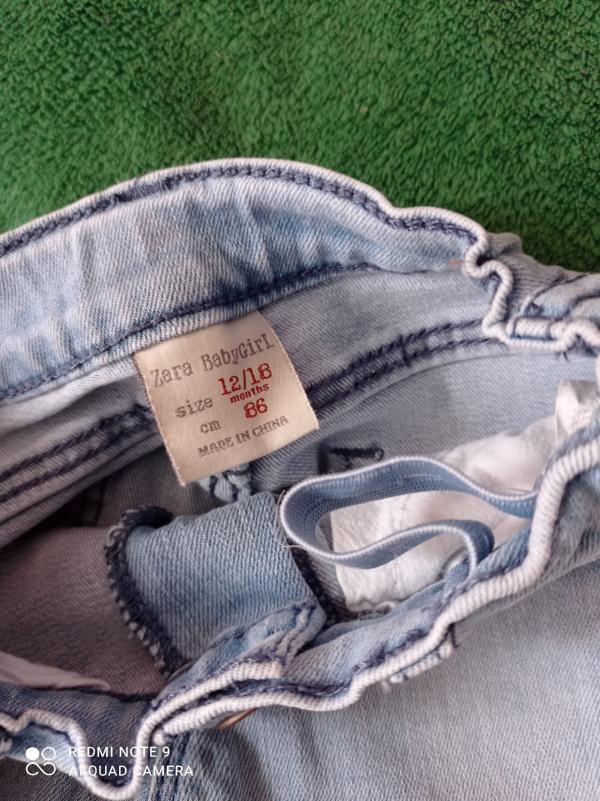 Zara BabyGirl
size 12/18
months
cm 86
MADE IN CHINA
REDMI NOTE 9
AI QUAD CAMERA